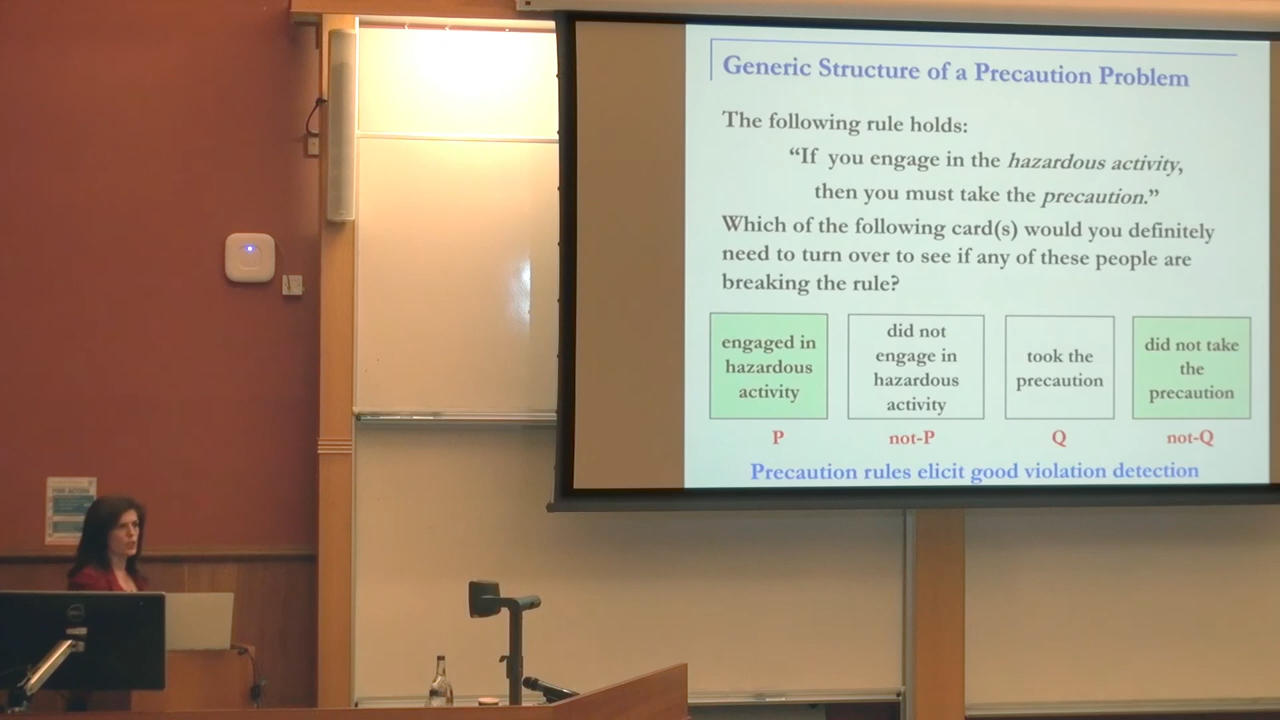 Generic Structure of a Precaution Problem
The following rule holds:
“If you engage in the hazardous activity,
then you must take the precaution.”
Which of the following card(s) would you definitely
need to turn over to see if any of these people are
breaking the rule?
engaged in
hazardous
activity
did not
engage in
hazardous
activity
took the
precaution
did not take
the
precaution
P
not-P
Q
not-Q
Precaution rules elicit good violation detection
FIRE ACTION
DELL